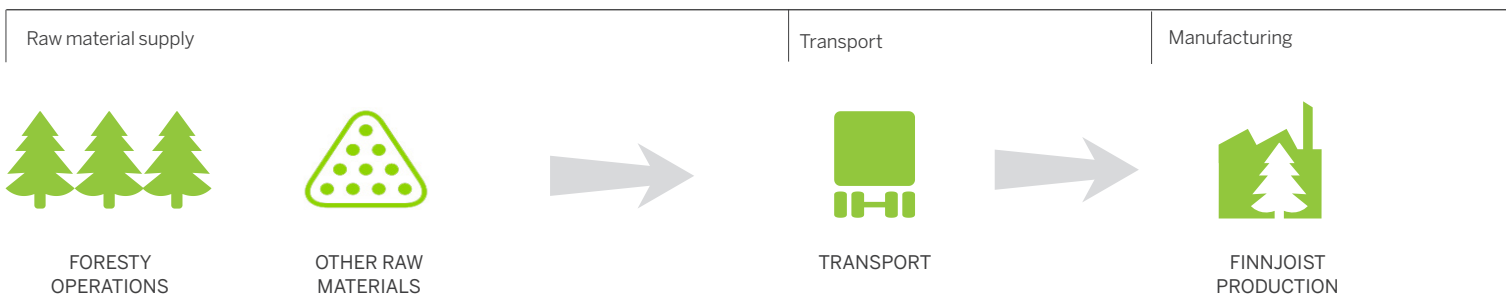 Raw material supply
Transport
Manufacturing
FORESTY
OPERATIONS
OTHER RAW
MATERIALS
TRANSPORT
FINNJOIST
PRODUCTION